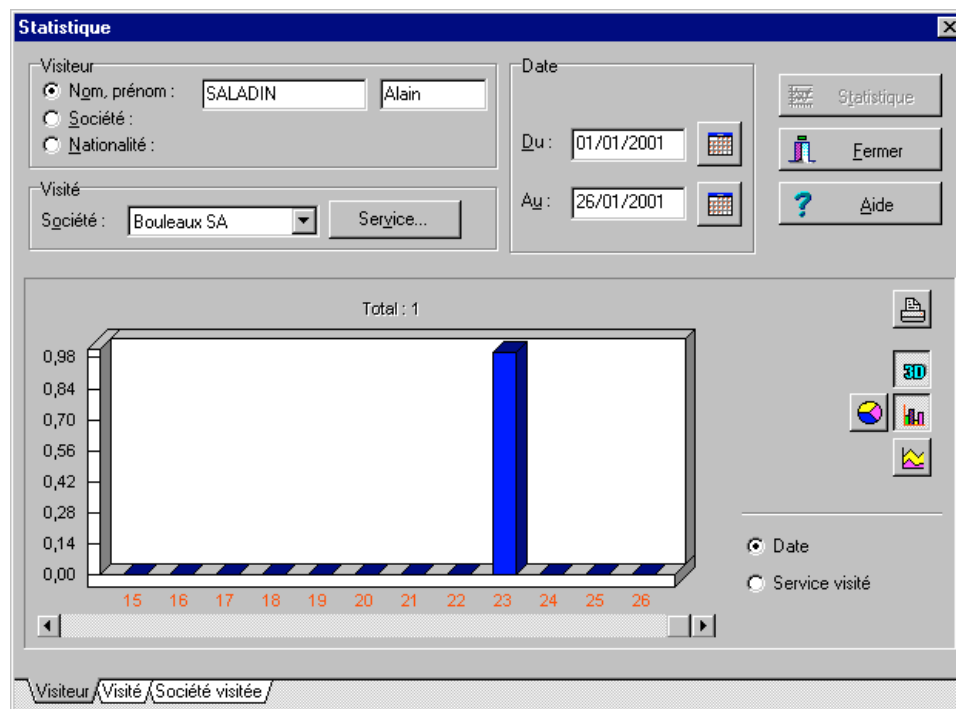 Statistique
Visiteur
Nom, prénom : SALADIN Alain
Société :
Nationalité :
Visité
Société : Bouleaux SA Service...
Date
Du : 01/01/2001
Au : 26/01/2001
Statistique
Fermer
? Aide
Total : 1
0,98
0,84
0,70
0,56
0,42
0,28
0,14
0,00
15 16 17 18 19 20 21 22 23 24 25 26
3D
Date
Service visité
Visiteur Visité Société visitée